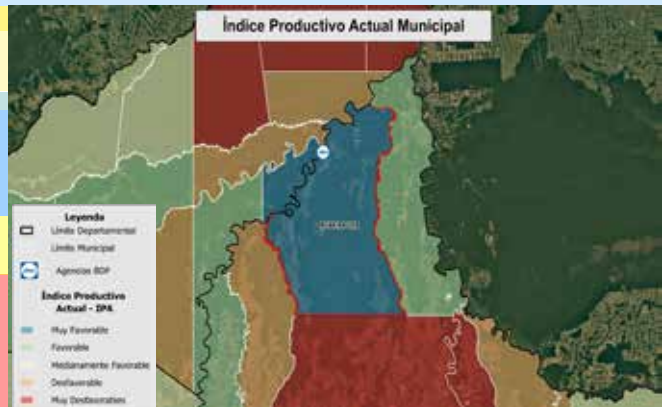 Índice Productivo Actual Municipal
Leyenda
Límite Departamental
Límite Municipal
Agencias BDP
Índice Productivo
Actual - IPA
Muy Favorable
Favorable
Medianamente Favorable
Desfavorable
Muy Desfavorables